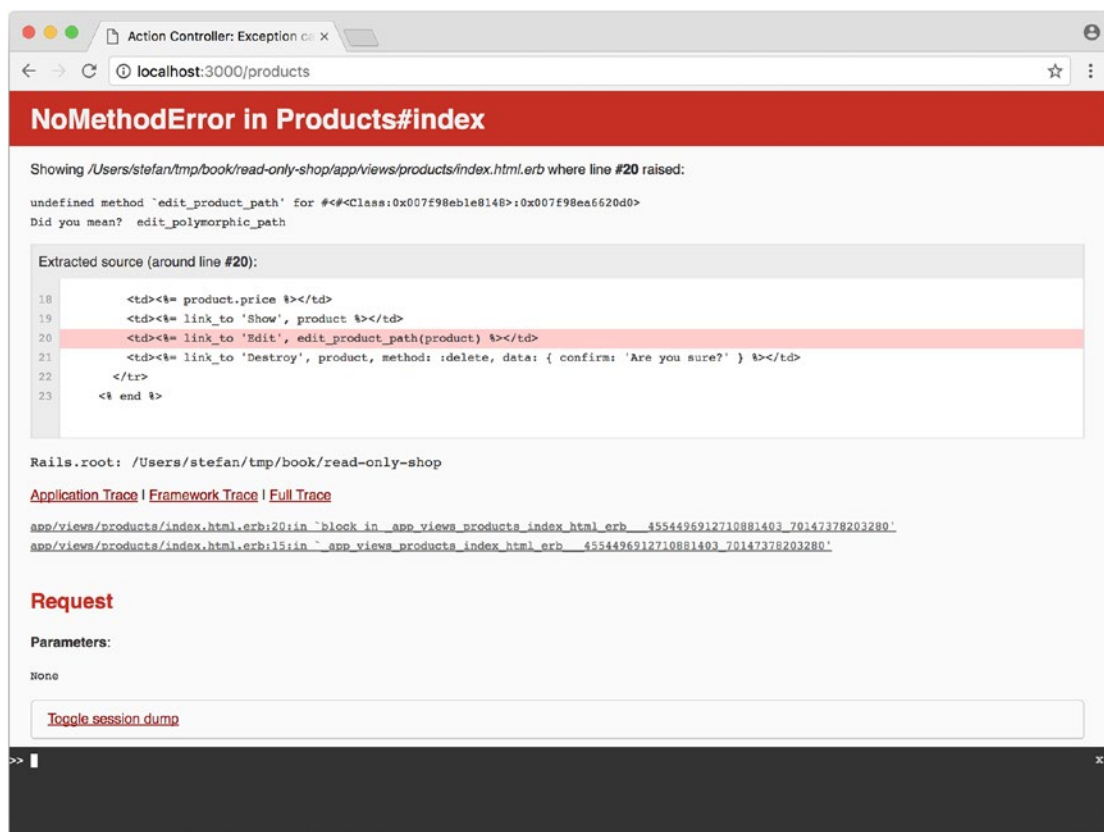 Action Controller: Exception ca ×
localhost:3000/products
NoMethodError in Products#index
Showing /Users/stefan/tmp/book/read-only-shop/app/views/products/index.html.erb where line #20 raised:
undefined method `edit_product_path' for #<#<Class:0x007f98eb1e8148>:0x007f98ea6620d0>
Did you mean?  edit_polymorphic_path
Extracted source (around line #20):
18 <td><%= product.price %></td>
19 <td><%= link_to 'Show', product %></td>
20 <td><%= link_to 'Edit', edit_product_path(product) %></td>
21 <td><%= link_to 'Destroy', product, method: :delete, data: { confirm: 'Are you sure?' } %></td>
22 </tr>
23 <% end %>
Rails.root: /Users/stefan/tmp/book/read-only-shop
Application Trace | Framework Trace | Full Trace
app/views/products/index.html.erb:20:in `block in _app_views_products_index_html_erb___4554496912710881403_70147378203280'
app/views/products/index.html.erb:15:in `_app_views_products_index_html_erb___4554496912710881403_70147378203280'
Request
Parameters:
None
Toggle session dump
>> x